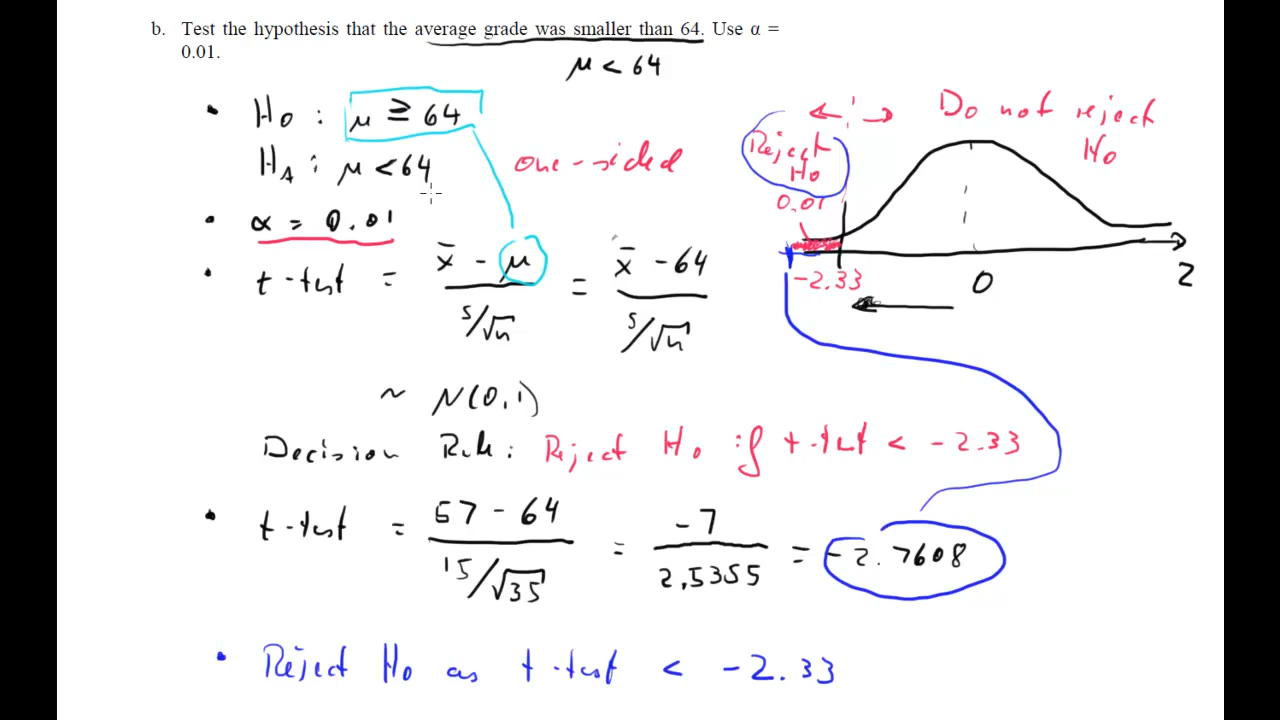 b. Test the hypothesis that the average grade was smaller than 64. Use α =
0.01.
μ < 64
• H0 : μ ≥ 64
HA : μ < 64
one-sided
• α = 0.01
• t-test = x̄ - μ / s/√n = x̄ - 64 / s/√n
~ N(0,1)
← ¦ → Do not reject H0
Reject H0
0.01
-2.33
0
Z
Decision Rule: Reject H0 if t-test < -2.33
• t-test = 57 - 64 / 15/√35 = -7 / 2,5355 = -2.7608
• Reject H0 as t-test < -2.33